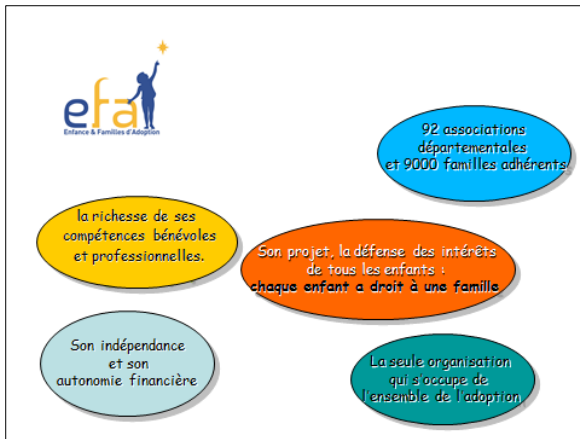 efa
Enfance & Familles d'Adoption
92 associations
départementales
et 9000 familles adhérents
la richesse de ses
compétences bénévoles
et professionnelles.
Son projet, la défense des intérêts
de tous les enfants :
chaque enfant a droit à une famille
Son indépendance
et son
autonomie financière
La seule organisation
qui s'occupe de
l'ensemble de l'adoption